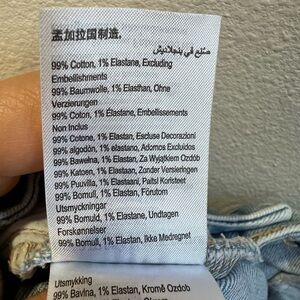 孟加拉国制造.
صنع في بنجلاديش
99% Cotton, 1% Elastane, Excluding
Embellishments
99% Baumwolle, 1% Elasthan, Ohne
Verzierungen
99% Coton, 1% Élastane, Embellissements
Non Inclus
99% Cotone, 1% Elastan, Escluse Decorazioni
99% algodón, 1% elastano, Adornos Excluidos
99% Bawełna, 1% Elastan, Za Wyjątkiem Ozdób
99% Katoen, 1% Elastaan, Zonder Versieringen
99% Puuvilla, 1% Elastaani, Paitsi Koristeet
99% Bomull, 1% Elastan, Förutom
Utsmyckningar
99% Bomuld, 1% Elastane, Undtagen
Forskønnelser
99% Bomull, 1% Elastan, Ikke Medregnet
Utsmykking
99% Bavlna, 1% Elastan, Kromě Ozdob